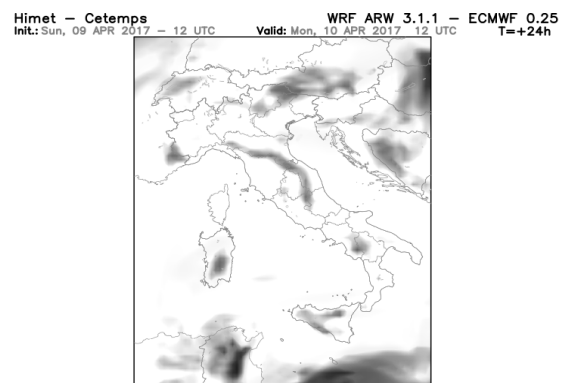 Himet − Cetemps WRF ARW 3.1.1 − ECMWF 0.25
Init.: Sun, 09 APR 2017 − 12 UTC Valid: Mon, 10 APR 2017 12 UTC T=+24h